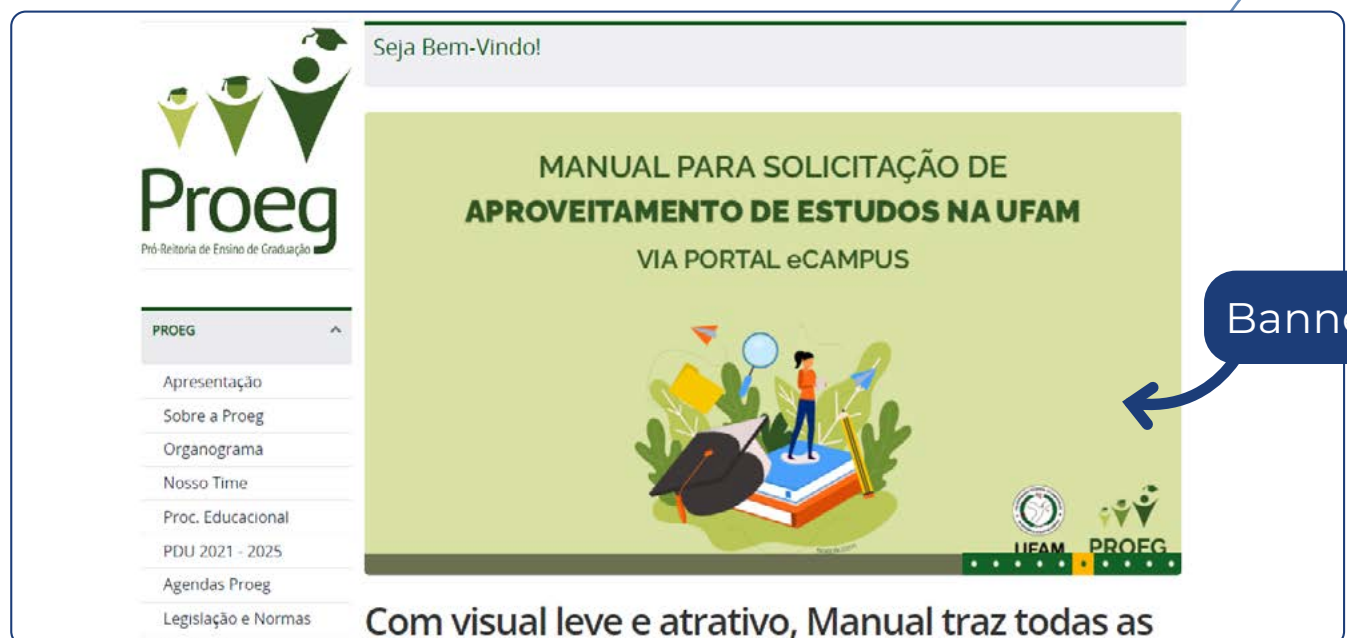 Proeg
Pró-Reitoria de Ensino de Graduação
PROEG
Apresentação
Sobre a Proeg
Organograma
Nosso Time
Proc. Educacional
PDU 2021 - 2025
Agendas Proeg
Legislação e Normas
Seja Bem-Vindo!
MANUAL PARA SOLICITAÇÃO DE
APROVEITAMENTO DE ESTUDOS NA UFAM
VIA PORTAL eCAMPUS
UFAM PROEG
Com visual leve e atrativo, Manual traz todas as